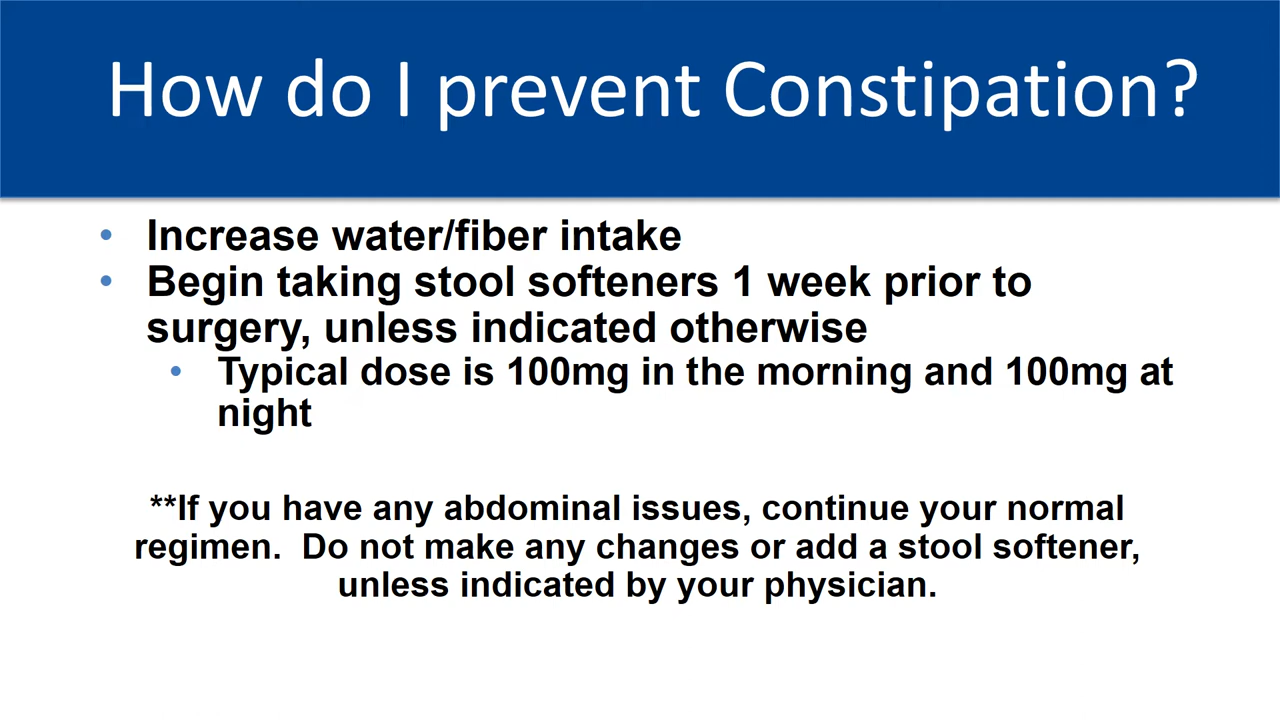 How do I prevent Constipation?
• Increase water/fiber intake
• Begin taking stool softeners 1 week prior to
surgery, unless indicated otherwise
• Typical dose is 100mg in the morning and 100mg at
night
**If you have any abdominal issues, continue your normal
regimen.  Do not make any changes or add a stool softener,
unless indicated by your physician.